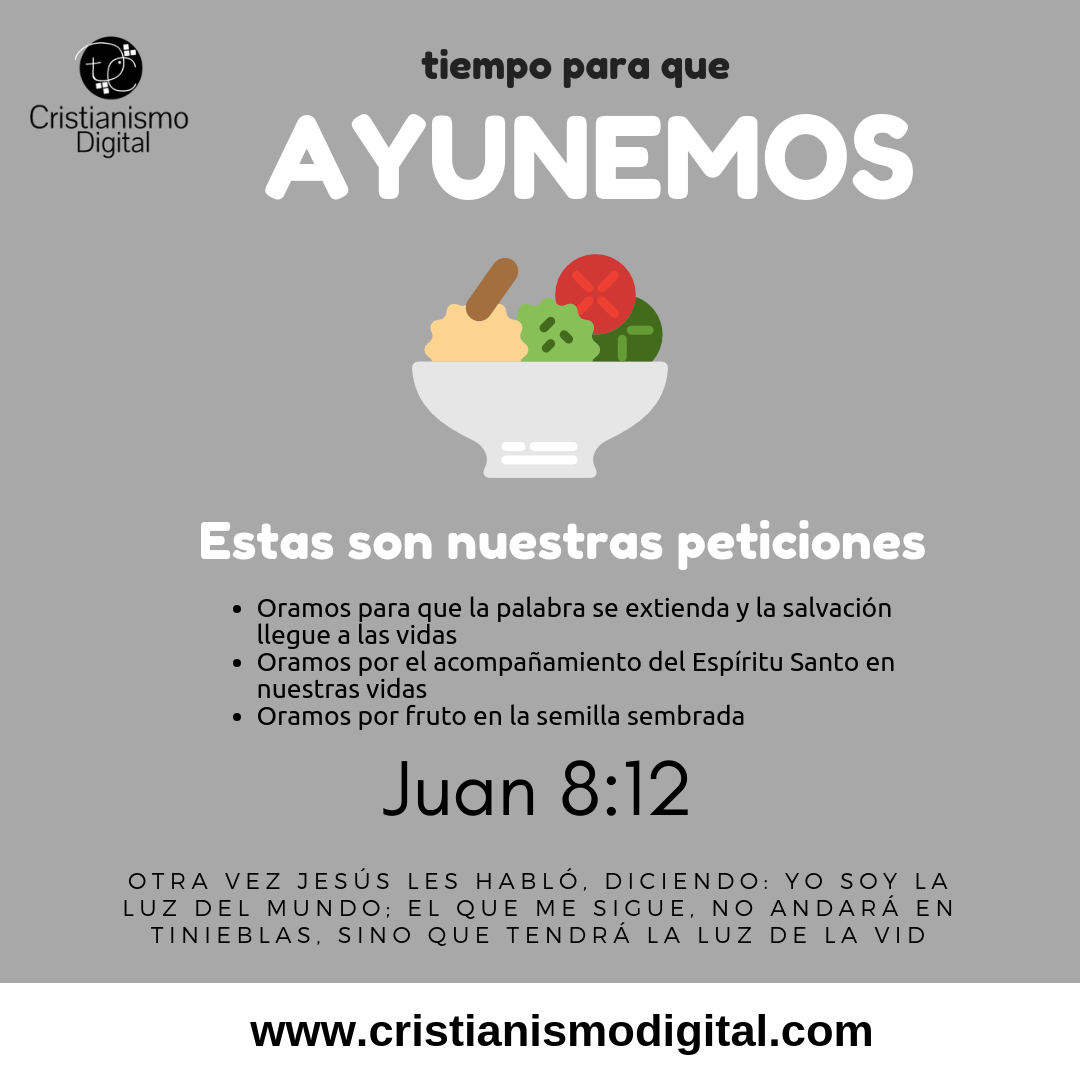 Cristianismo
Digital
tiempo para que
AYUNEMOS
Estas son nuestras peticiones
• Oramos para que la palabra se extienda y la salvación
llegue a las vidas
• Oramos por el acompañamiento del Espíritu Santo en
nuestras vidas
• Oramos por fruto en la semilla sembrada
Juan 8:12
OTRA VEZ JESÚS LES HABLÓ, DICIENDO: YO SOY LA
LUZ DEL MUNDO; EL QUE ME SIGUE, NO ANDARÁ EN
TINIEBLAS, SINO QUE TENDRÁ LA LUZ DE LA VID
www.cristianismodigital.com